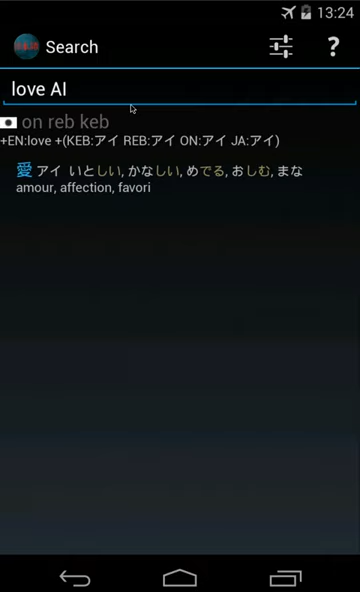 13:24
Search
?
love AI
on reb keb
+EN:love +(KEB:アイ REB:アイ ON:アイ JA:アイ)
愛 アイ いとしい, かなしい, めでる, おしむ, まな
amour, affection, favori